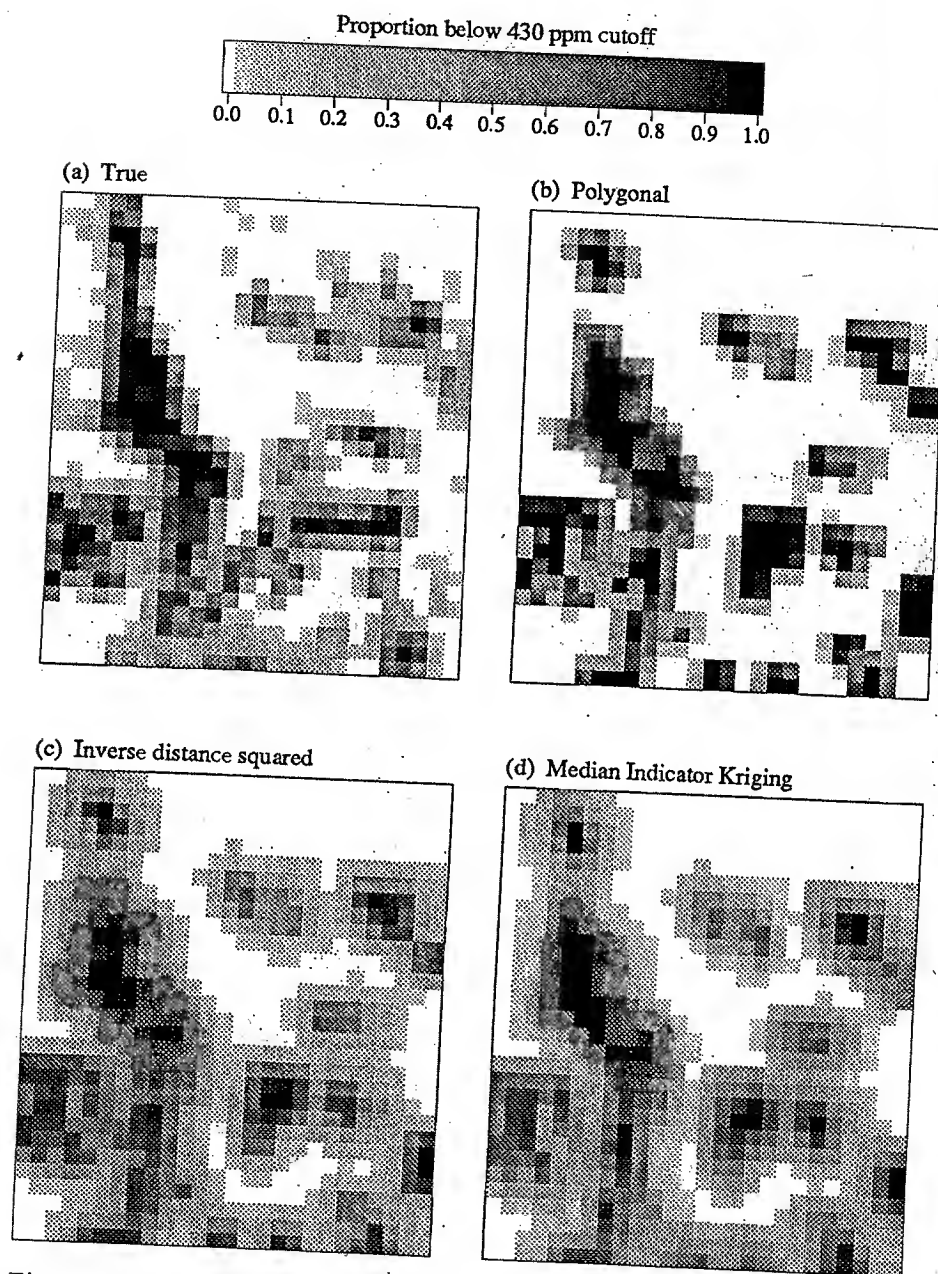 Proportion below 430 ppm cutoff
0.0 0.1 0.2 0.3 0.4 0.5 0.6 0.7 0.8 0.9 1.0
(a) True
(b) Polygonal
(c) Inverse distance squared
(d) Median Indicator Kriging